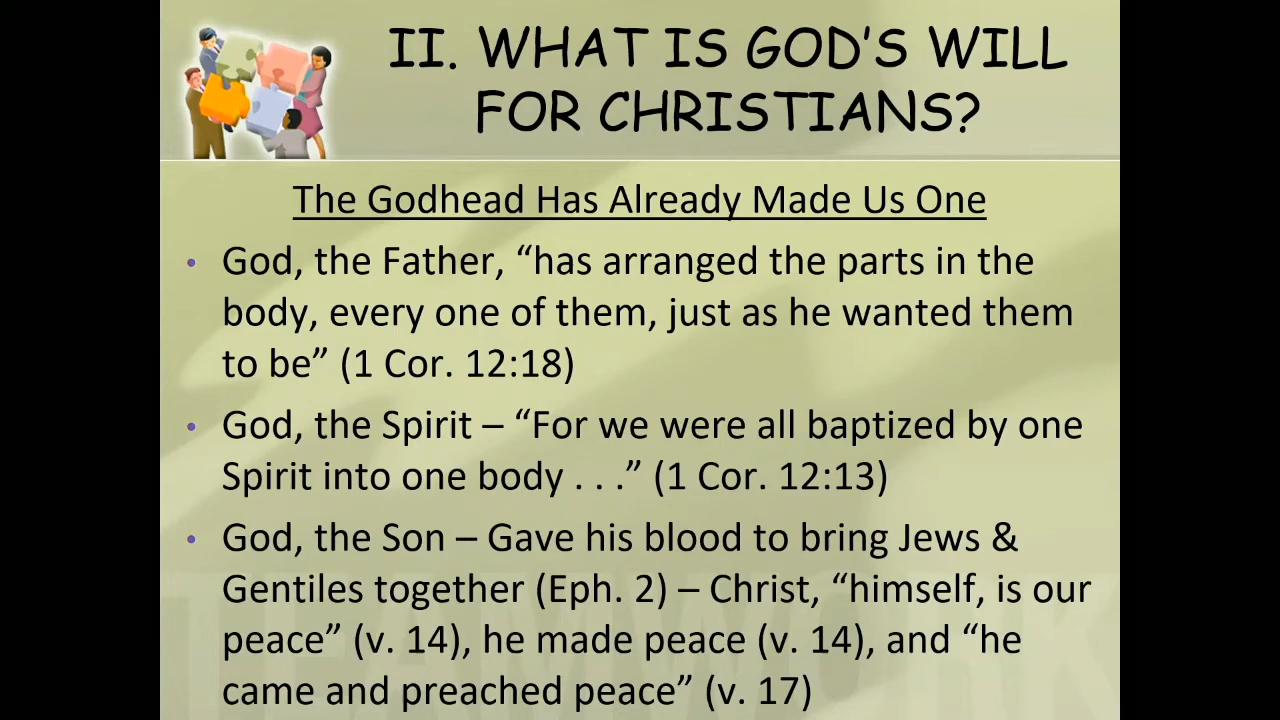 II. WHAT IS GOD'S WILL
FOR CHRISTIANS?
The Godhead Has Already Made Us One
• God, the Father, “has arranged the parts in the
body, every one of them, just as he wanted them
to be” (1 Cor. 12:18)
• God, the Spirit – “For we were all baptized by one
Spirit into one body . . .” (1 Cor. 12:13)
• God, the Son – Gave his blood to bring Jews &
Gentiles together (Eph. 2) – Christ, “himself, is our
peace” (v. 14), he made peace (v. 14), and “he
came and preached peace” (v. 17)
TEAMWORK